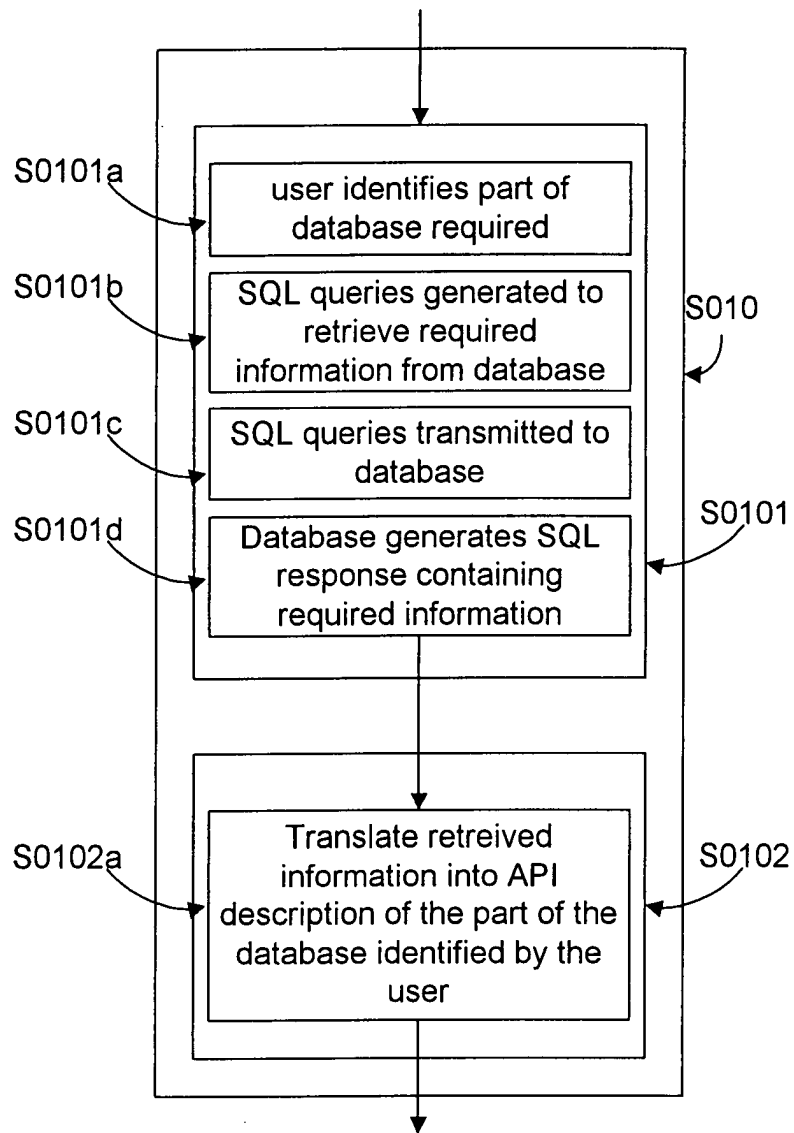 S0101a
user identifies part of
database required
S0101b
SQL queries generated to
retrieve required
information from database
S010
S0101c
SQL queries transmitted to
database
S0101d
Database generates SQL
response containing
required information
S0101
S0102a
Translate retreived
information into API
description of the part of the
database identified by the
user
S0102